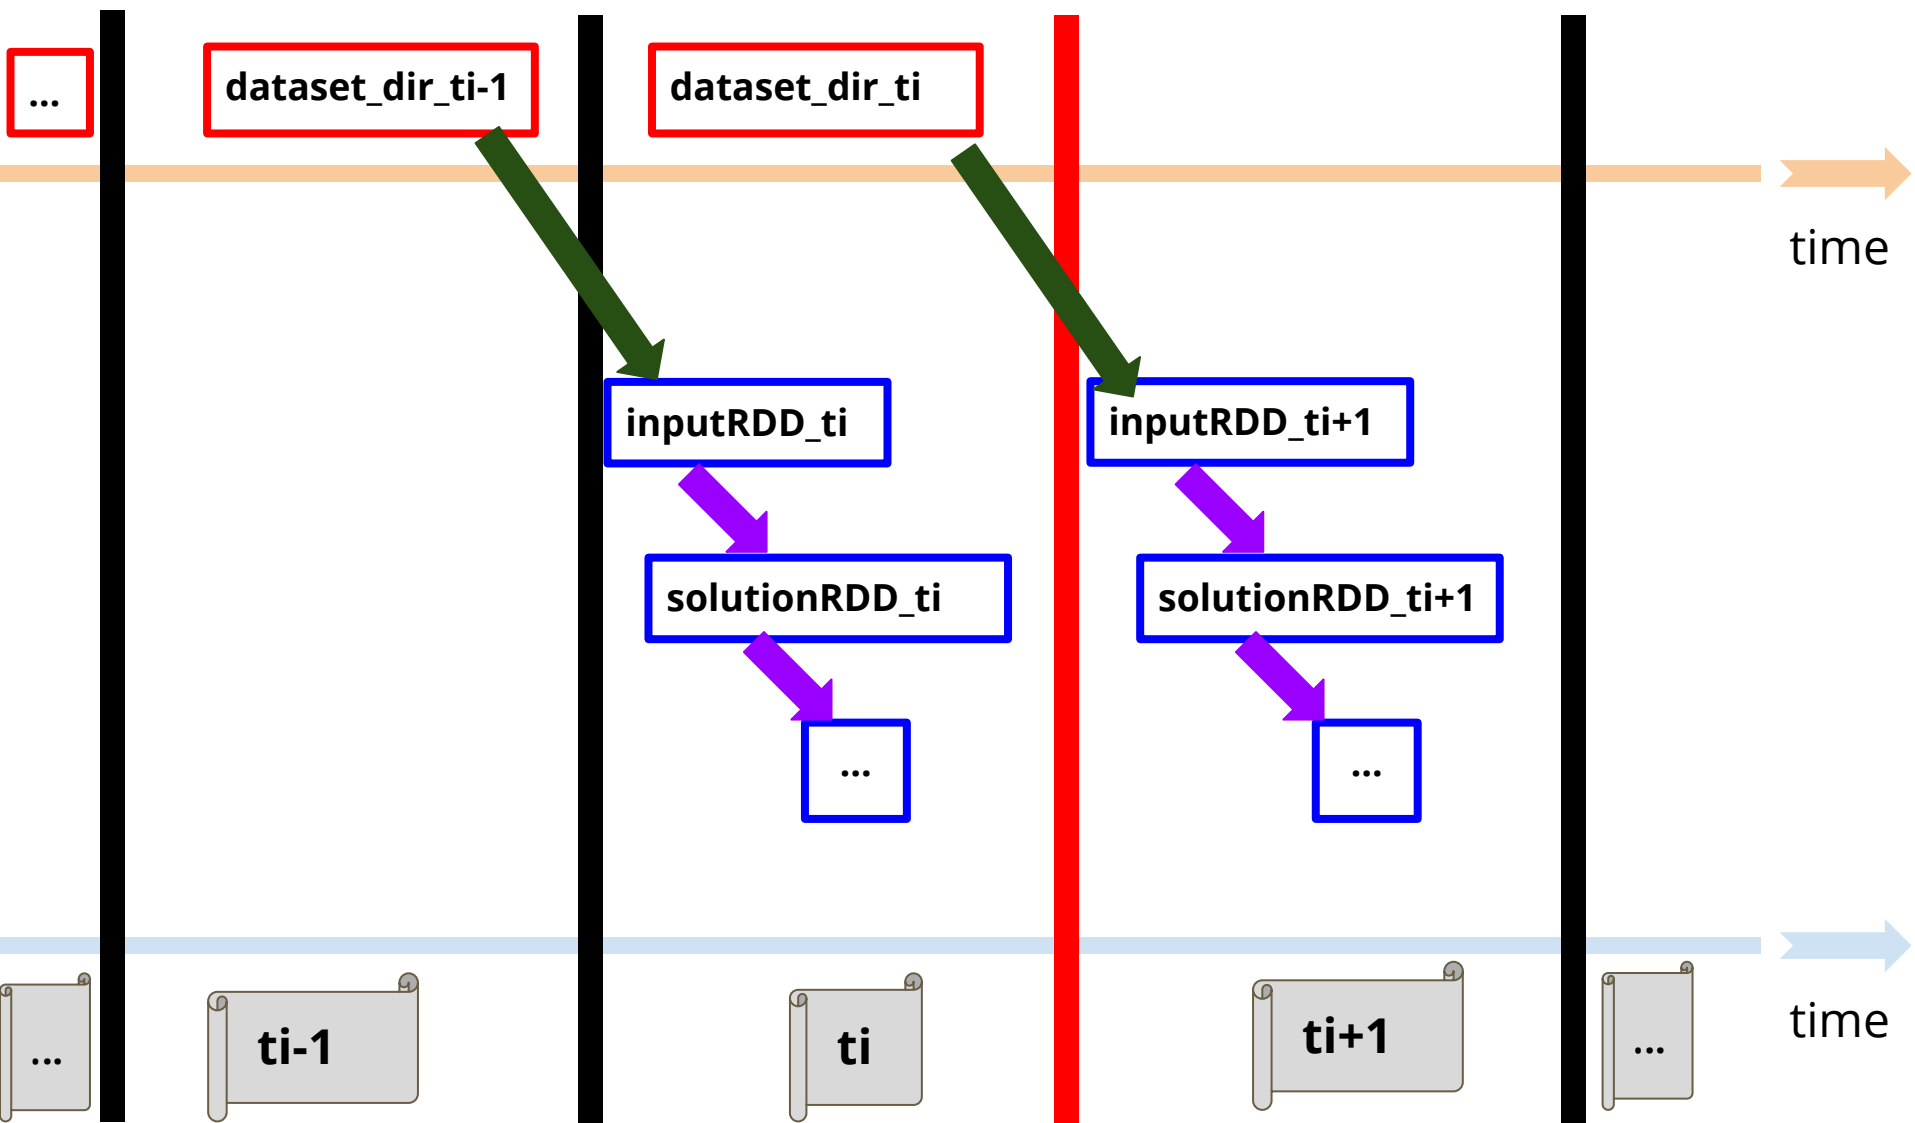 ...
dataset_dir_ti-1
dataset_dir_ti
time
inputRDD_ti
inputRDD_ti+1
solutionRDD_ti
solutionRDD_ti+1
...
...
...
ti-1
ti
ti+1
...
time